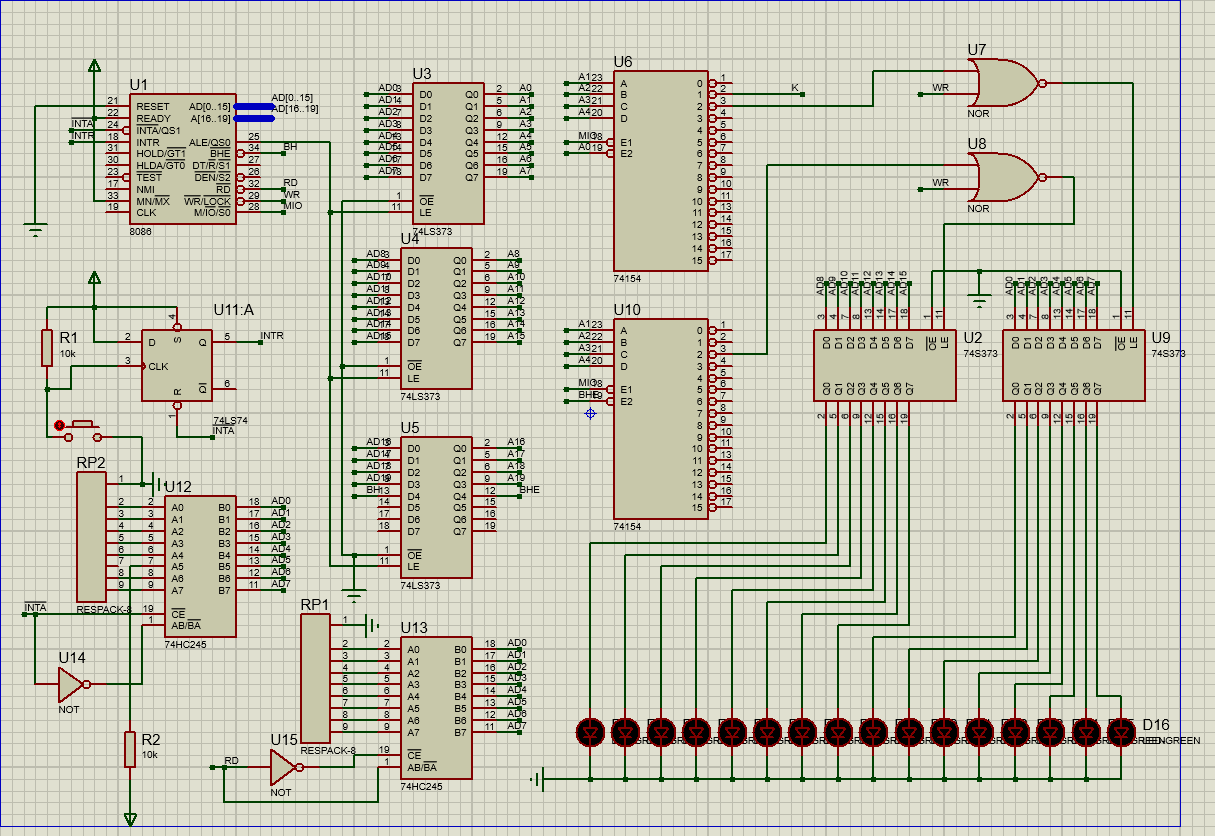 U1
21 RESET
22 READY
24 INTA/QS1
18 INTR
31 HOLD/GT1
30 HLDA/GT0
23 TEST
17 NMI
33 MN/MX
19 CLK
AD[0..15]
A[16..19]
ALE/QS0 25
BHE 34
DT/R/S1 27
DEN/S2 26
RD 32
WR/LOCK 29
M/IO/S0 28
8086
AD[0..15]
AD[16..19]
INTA
INTR
BH
RD
WR
MIO
U3
AD0 3 D0 Q0 2 A0
AD1 4 D1 Q1 5 A1
AD2 D2 Q2 6 A2
AD3 D3 Q3 9 A3
AD4 D4 Q4 12 A4
AD5 D5 Q5 15 A5
AD6 D6 Q6 16 A6
AD7 D7 Q7 19 A7
1 OE
11 LE
74LS373
U4
AD8 D0 Q0 2 A8
AD9 D1 Q1 5 A9
AD10 D2 Q2 6 A10
AD11 D3 Q3 9 A11
AD12 D4 Q4 12 A12
AD13 D5 Q5 15 A13
AD14 D6 Q6 16 A14
AD15 D7 Q7 19 A15
1 OE
11 LE
74LS373
U5
AD16 D0 Q0 2 A16
AD17 D1 Q1 5 A17
AD18 D2 Q2 6 A18
AD19 D3 Q3 9 A19
BH 13 D4 Q4 12 BHE
14 D5 Q5 15
17 D6 Q6 16
18 D7 Q7 19
1 OE
11 LE
74LS373
U6
A1 23 A
A2 22 B
A3 21 C
A4 20 D
MIO 18 E1
A0 19 E2
0 1
1 2
2 3
3 4
4 5
5 6
6 7
7 8
8 9
9 10
10 11
11 13
12 14
13 15
14 16
15 17
74154
K
U10
A1 23 A
A2 22 B
A3 21 C
A4 20 D
MIO 18 E1
BHE 19 E2
0 1
1 2
2 3
3 4
4 5
5 6
6 7
7 8
8 9
9 10
10 11
11 13
12 14
13 15
14 16
15 17
74154
U7
WR
NOR
U8
WR
NOR
AD8 AD9 AD10 AD11 AD12 AD13 AD14 AD15
3 4 7 8 13 14 17 18 1 11
D0 D1 D2 D3 D4 D5 D6 D7 OE LE
Q0 Q1 Q2 Q3 Q4 Q5 Q6 Q7
2 5 6 9 12 15 16 19
U2
74S373
AD0 AD1 AD2 AD3 AD4 AD5 AD6 AD7
3 4 7 8 13 14 17 18 1 11
D0 D1 D2 D3 D4 D5 D6 D7 OE LE
Q0 Q1 Q2 Q3 Q4 Q5 Q6 Q7
2 5 6 9 12 15 16 19
U9
74S373
R1
10k
U11:A
2 D
3 CLK
4 S
R 1
Q 5 INTR
Q 6
74LS74
INTA
RP2
1
2
3
4
5
6
7
8
9
RESPACK-8
U12
2 A0 B0 18 AD0
3 A1 B1 17 AD1
4 A2 B2 16 AD2
5 A3 B3 15 AD3
6 A4 B4 14 AD4
7 A5 B5 13 AD5
8 A6 B6 12 AD6
9 A7 B7 11 AD7
19 CE
1 AB/BA
74HC245
INTA
U14
NOT
R2
10k
RP1
1
2
3
4
5
6
7
8
9
RESPACK-8
U13
2 A0 B0 18 AD0
3 A1 B1 17 AD1
4 A2 B2 16 AD2
5 A3 B3 15 AD3
6 A4 B4 14 AD4
7 A5 B5 13 AD5
8 A6 B6 12 AD6
9 A7 B7 11 AD7
19 CE
1 AB/BA
74HC245
RD
U15
NOT
D16